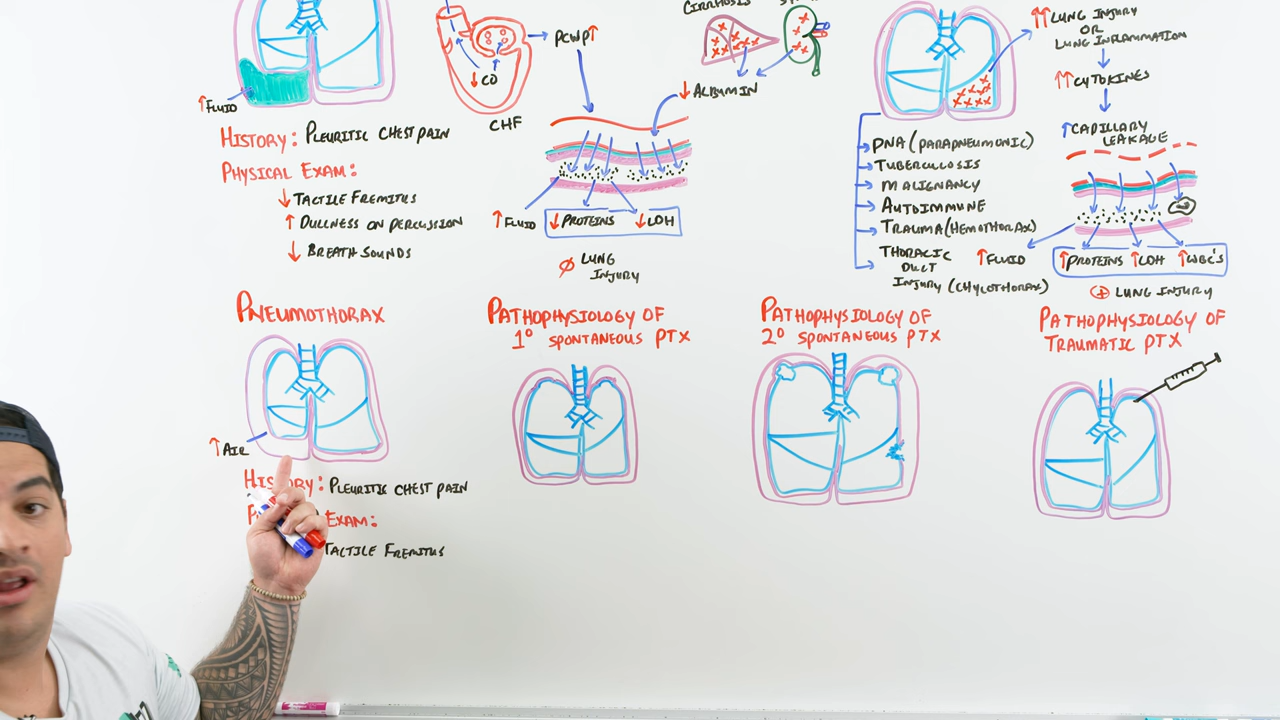 CIRRHOSIS
↑FLUID
HISTORY: PLEURITIC CHEST PAIN
PHYSICAL EXAM:
↓ TACTILE FREMITUS
↑ DULLNESS ON PERCUSSION
↓ BREATH SOUNDS
↓CO
CHF
PCWP↑
↓ ALBUMIN
↑FLUID
↓PROTEINS ↓LDH
Ø LUNG
INJURY
PNA (PARAPNEUMONIC)
TUBERCULOSIS
MALIGNANCY
AUTOIMMUNE
TRAUMA (HEMOTHORAX)
THORACIC
DUCT
INJURY (CHYLOTHORAX)
↑↑LUNG INJURY
OR
LUNG INFLAMMATION
↑↑CYTOKINES
↑CAPILLARY
LEAKAGE
↑FLUID
↑PROTEINS ↑LDH ↑WBC'S
⊕ LUNG INJURY
PNEUMOTHORAX
↑AIR
HISTORY: PLEURITIC CHEST PAIN
EXAM:
TACTILE FREMITUS
PATHOPHYSIOLOGY OF
1° SPONTANEOUS PTX
PATHOPHYSIOLOGY OF
2° SPONTANEOUS PTX
PATHOPHYSIOLOGY OF
TRAUMATIC PTX